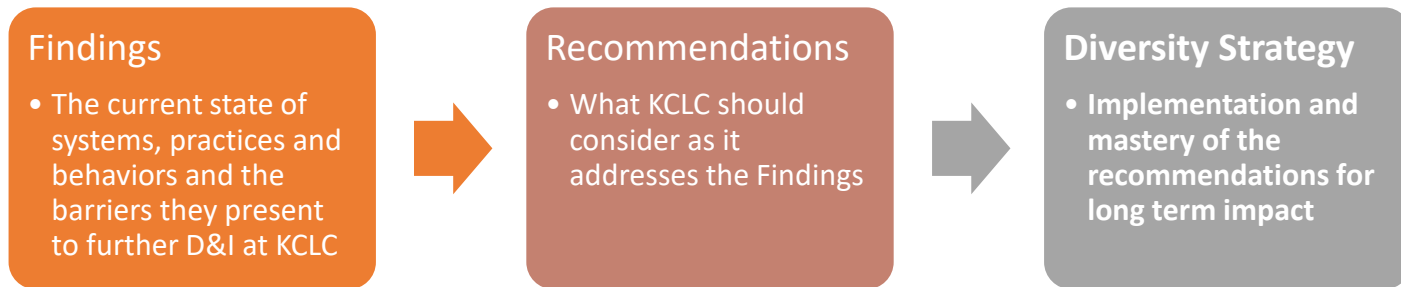 Findings
• The current state of
systems, practices and
behaviors and the
barriers they present
to further D&I at KCLC
Recommendations
• What KCLC should
consider as it
addresses the Findings
Diversity Strategy
• Implementation and
mastery of the
recommendations for
long term impact